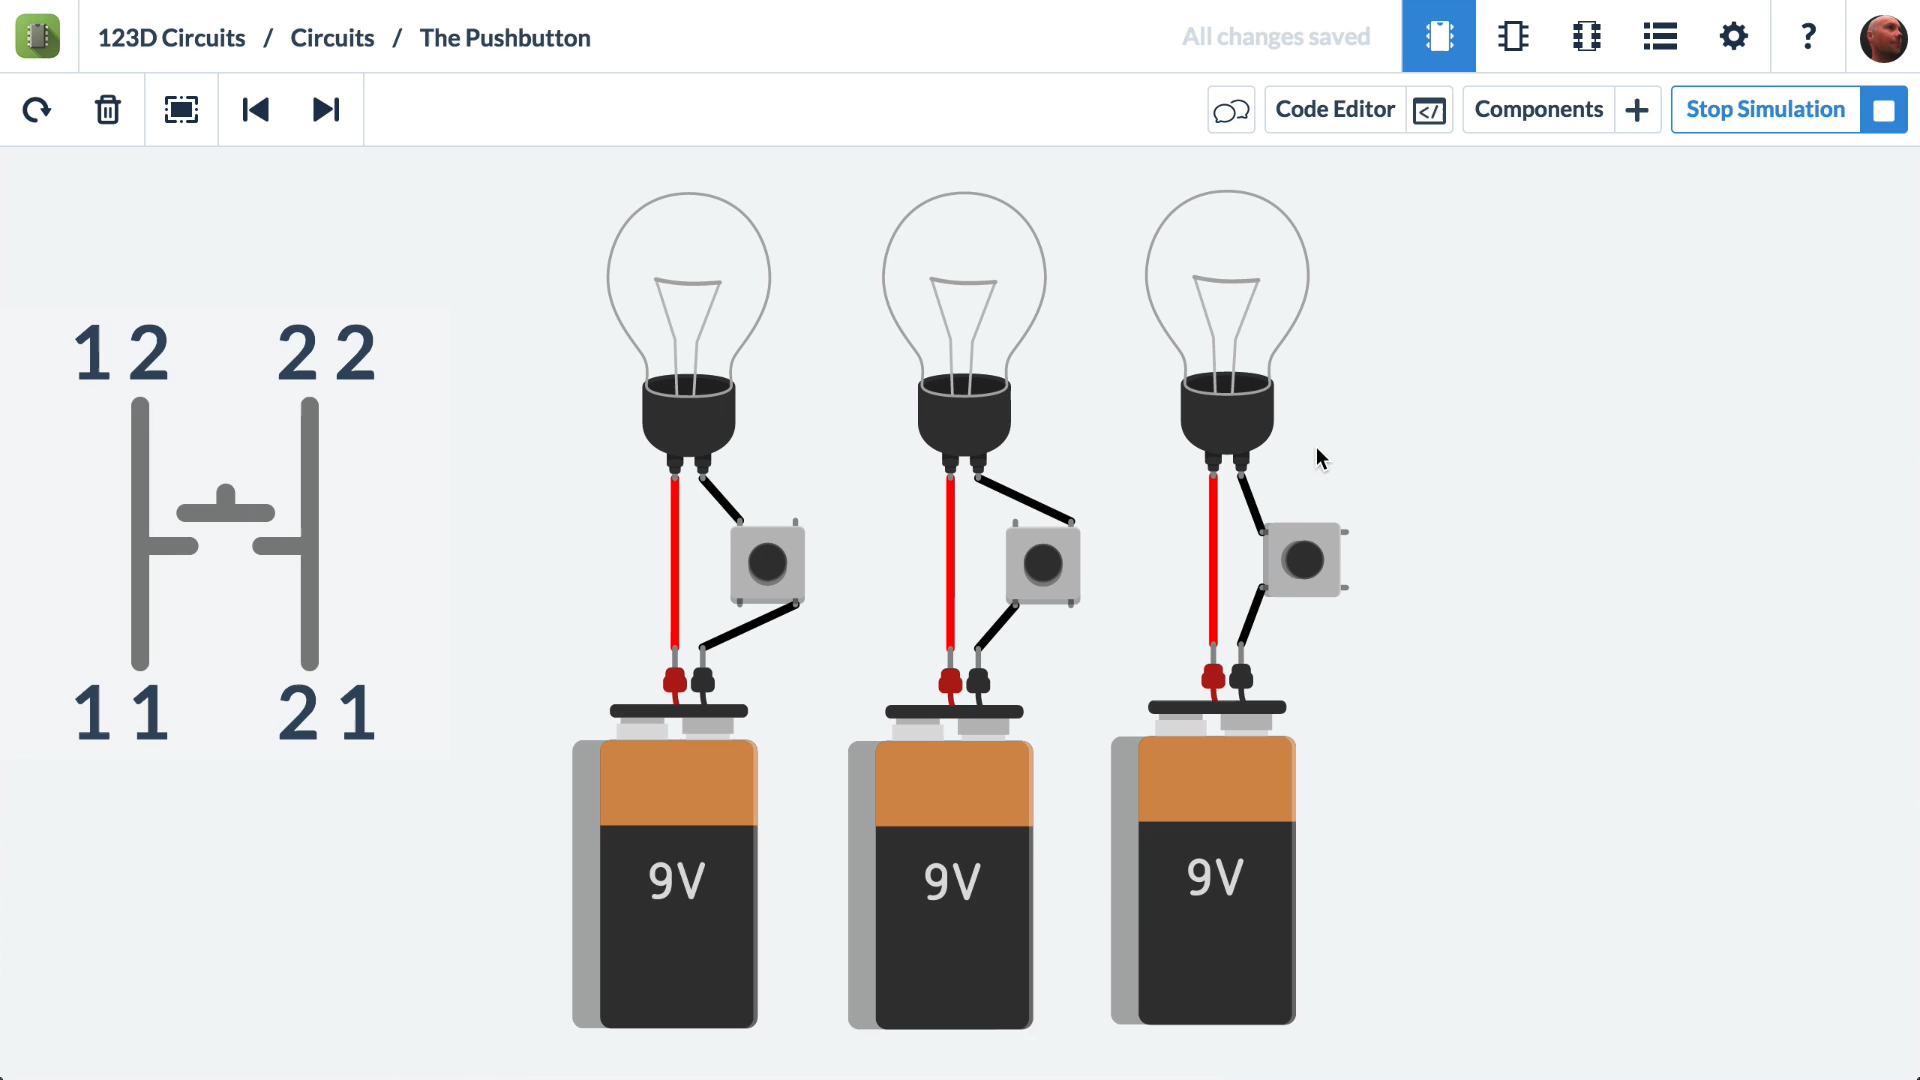 123D Circuits / Circuits / The Pushbutton
All changes saved
?
Code Editor </>
Components +
Stop Simulation
1 2 2 2
1 1 2 1
9V 9V 9V